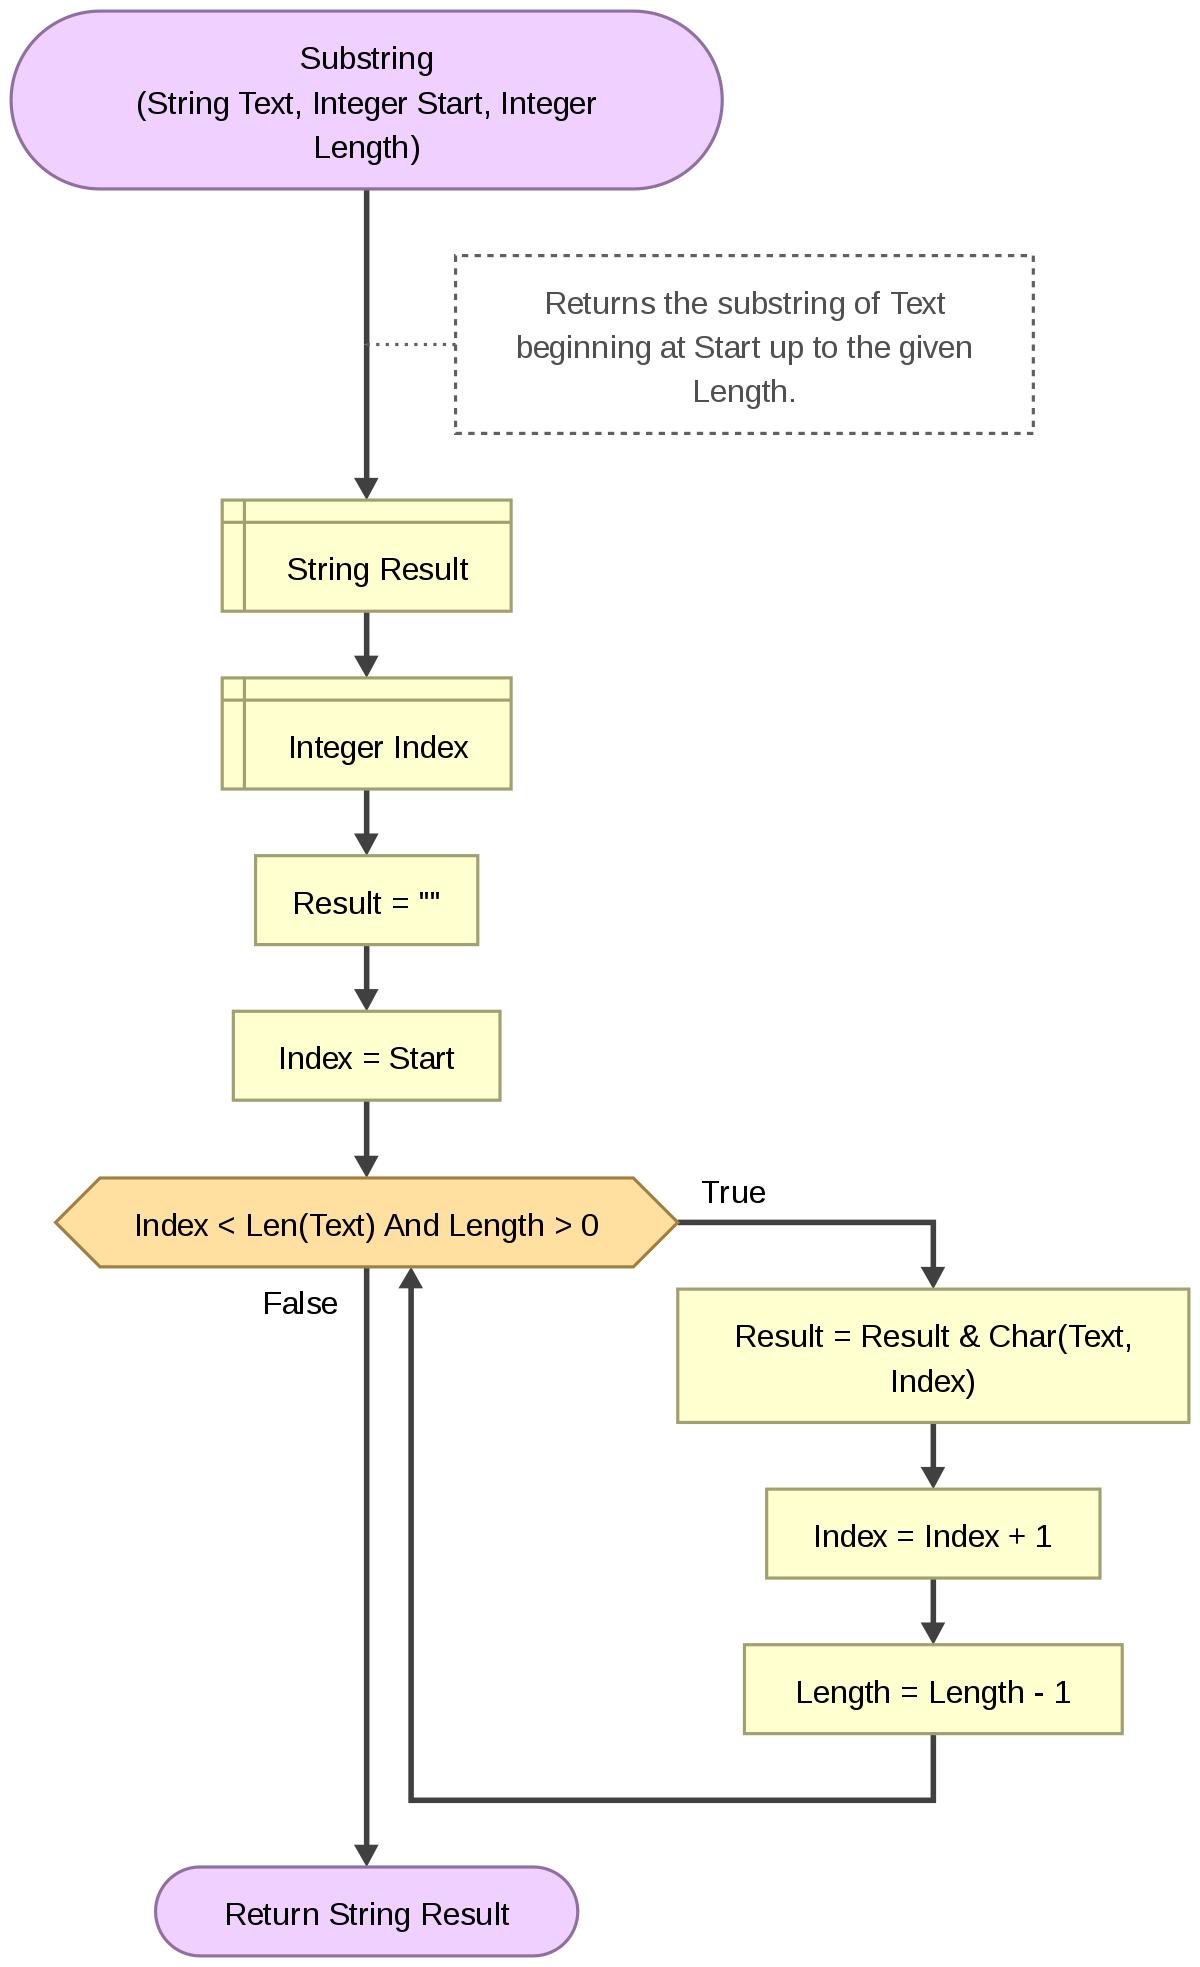 Substring
(String Text, Integer Start, Integer
Length)
Returns the substring of Text
beginning at Start up to the given
Length.
String Result
Integer Index
Result = ""
Index = Start
Index < Len(Text) And Length > 0
True
False
Result = Result & Char(Text,
Index)
Index = Index + 1
Length = Length - 1
Return String Result